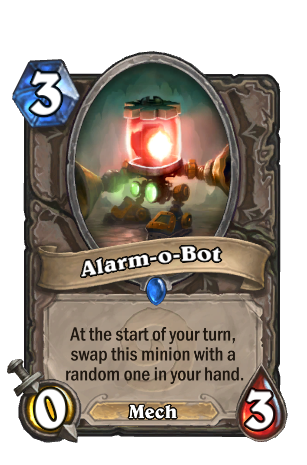 3
Alarm-o-Bot
At the start of your turn,
swap this minion with a
random one in your hand.
0
Mech
3